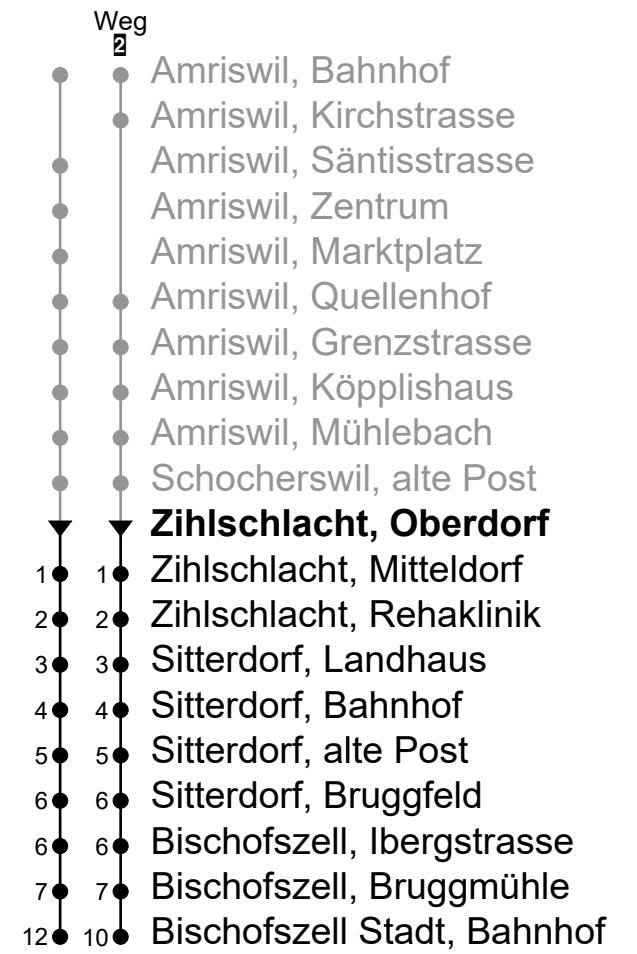 Weg
2
Amriswil, Bahnhof
Amriswil, Kirchstrasse
Amriswil, Säntisstrasse
Amriswil, Zentrum
Amriswil, Marktplatz
Amriswil, Quellenhof
Amriswil, Grenzstrasse
Amriswil, Köpplishaus
Amriswil, Mühlebach
Schocherswil, alte Post
Zihlschlacht, Oberdorf
1 1 Zihlschlacht, Mitteldorf
2 2 Zihlschlacht, Rehaklinik
3 3 Sitterdorf, Landhaus
4 4 Sitterdorf, Bahnhof
5 5 Sitterdorf, alte Post
6 6 Sitterdorf, Bruggfeld
6 6 Bischofszell, Ibergstrasse
7 7 Bischofszell, Bruggmühle
12 10 Bischofszell Stadt, Bahnhof